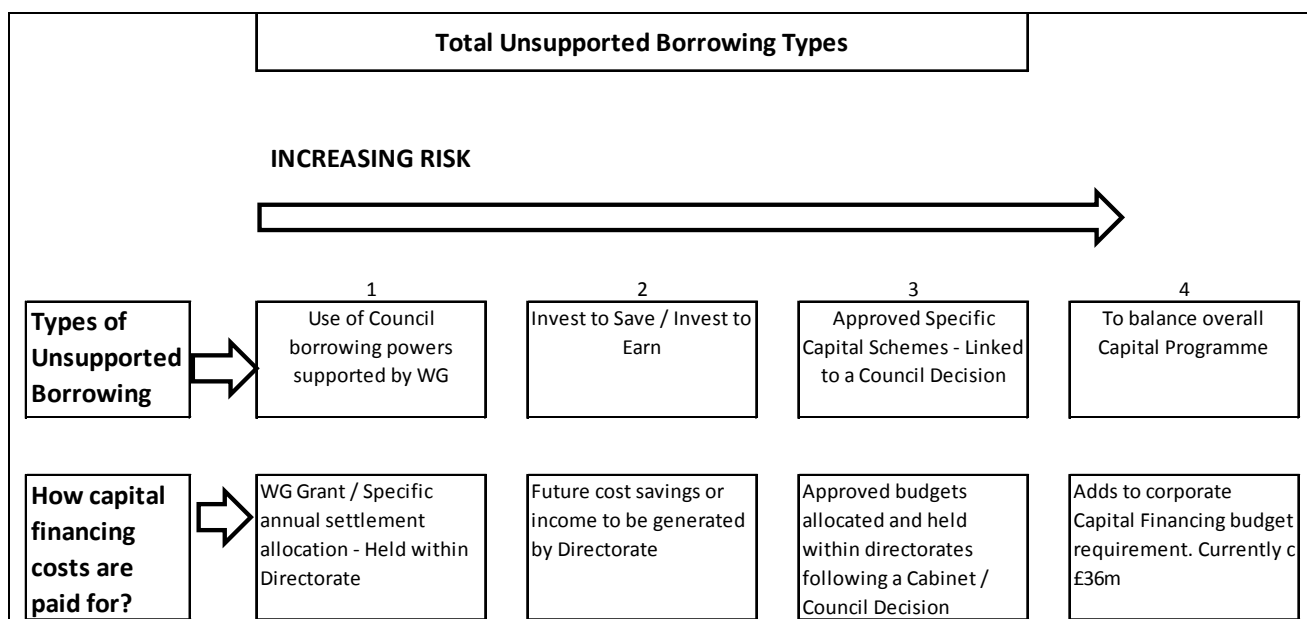 Total Unsupported Borrowing Types
INCREASING RISK
1
2
3
4
Types of
Unsupported
Borrowing
Use of Council
borrowing powers
supported by WG
Invest to Save / Invest to
Earn
Approved Specific
Capital Schemes - Linked
to a Council Decision
To balance overall
Capital Programme
How capital
financing
costs are
paid for?
WG Grant / Specific
annual settlement
allocation - Held within
Directorate
Future cost savings or
income to be generated
by Directorate
Approved budgets
allocated and held
within directorates
following a Cabinet /
Council Decision
Adds to corporate
Capital Financing budget
requirement. Currently c
£36m